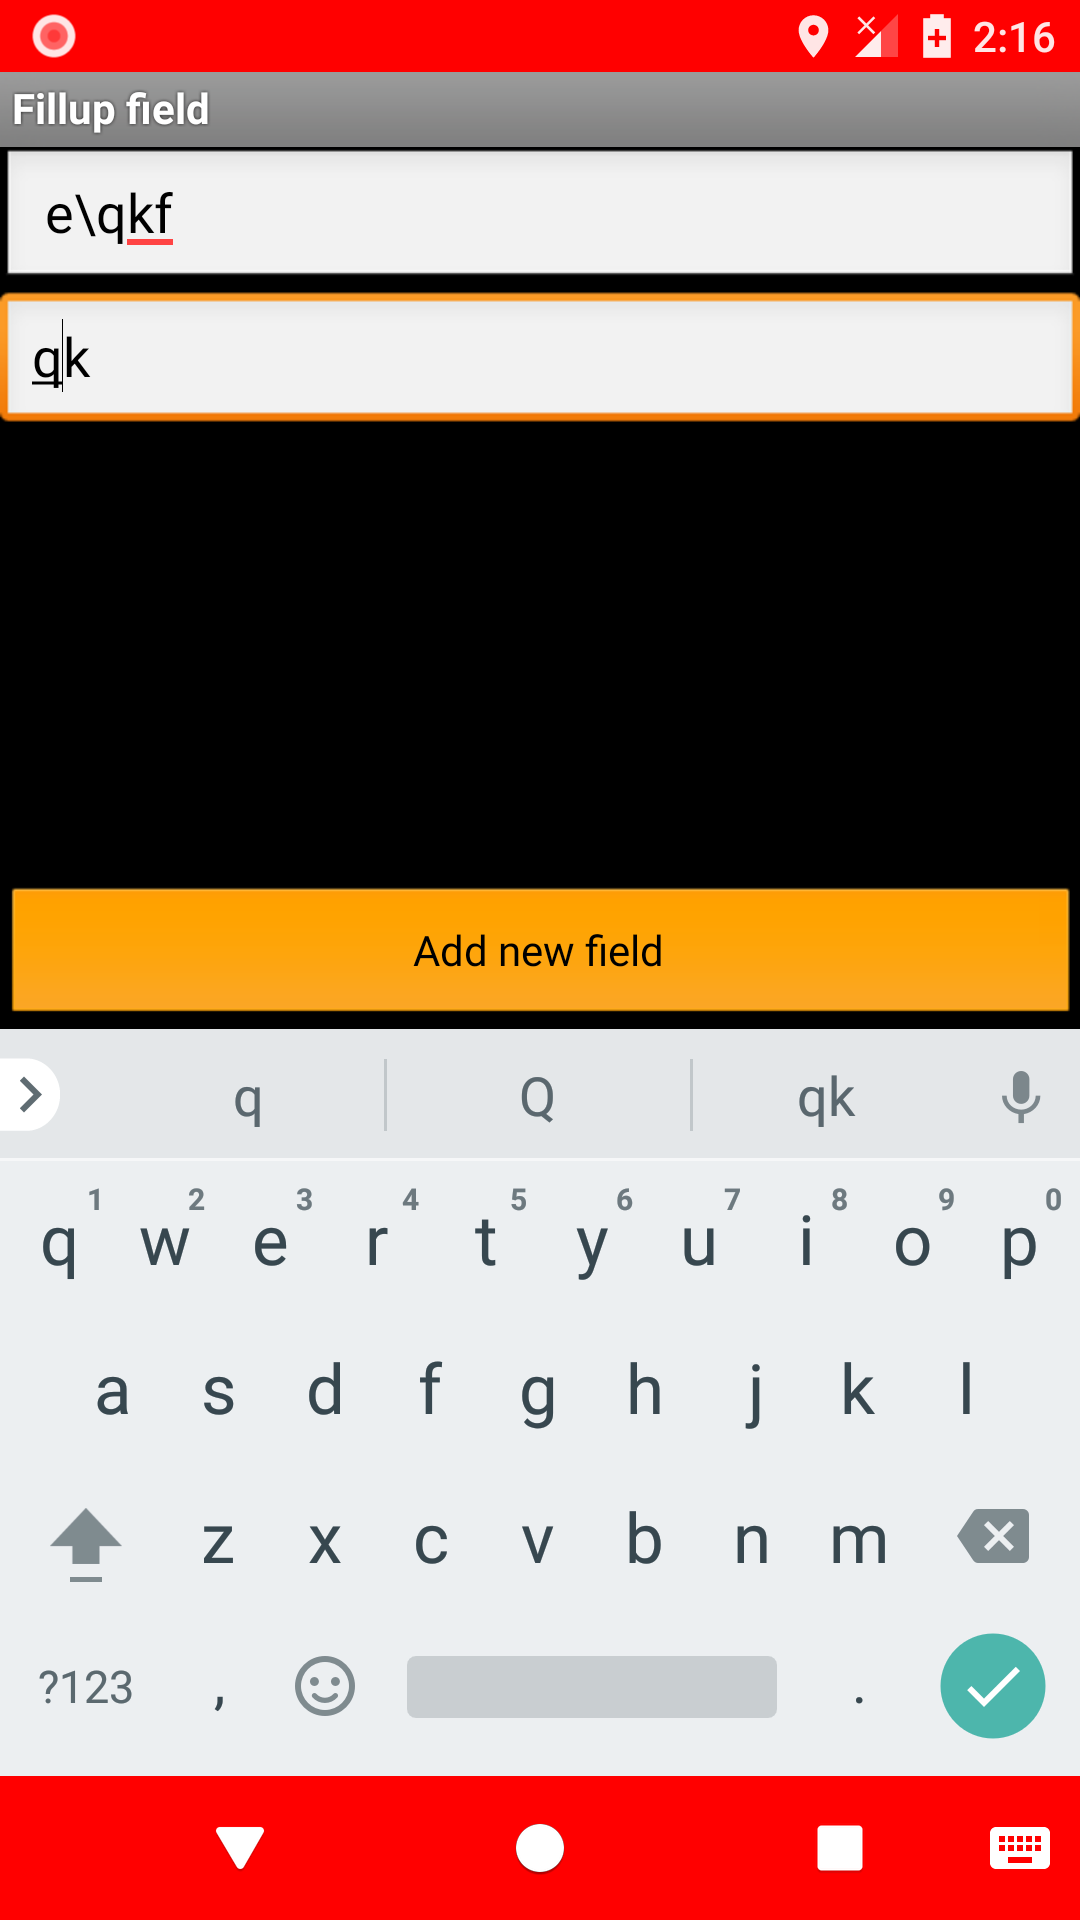 2:16
Fillup field
e\qkf
qk
Add new field
q Q qk
1 2 3 4 5 6 7 8 9 0
q w e r t y u i o p
a s d f g h j k l
z x c v b n m
?123 , .